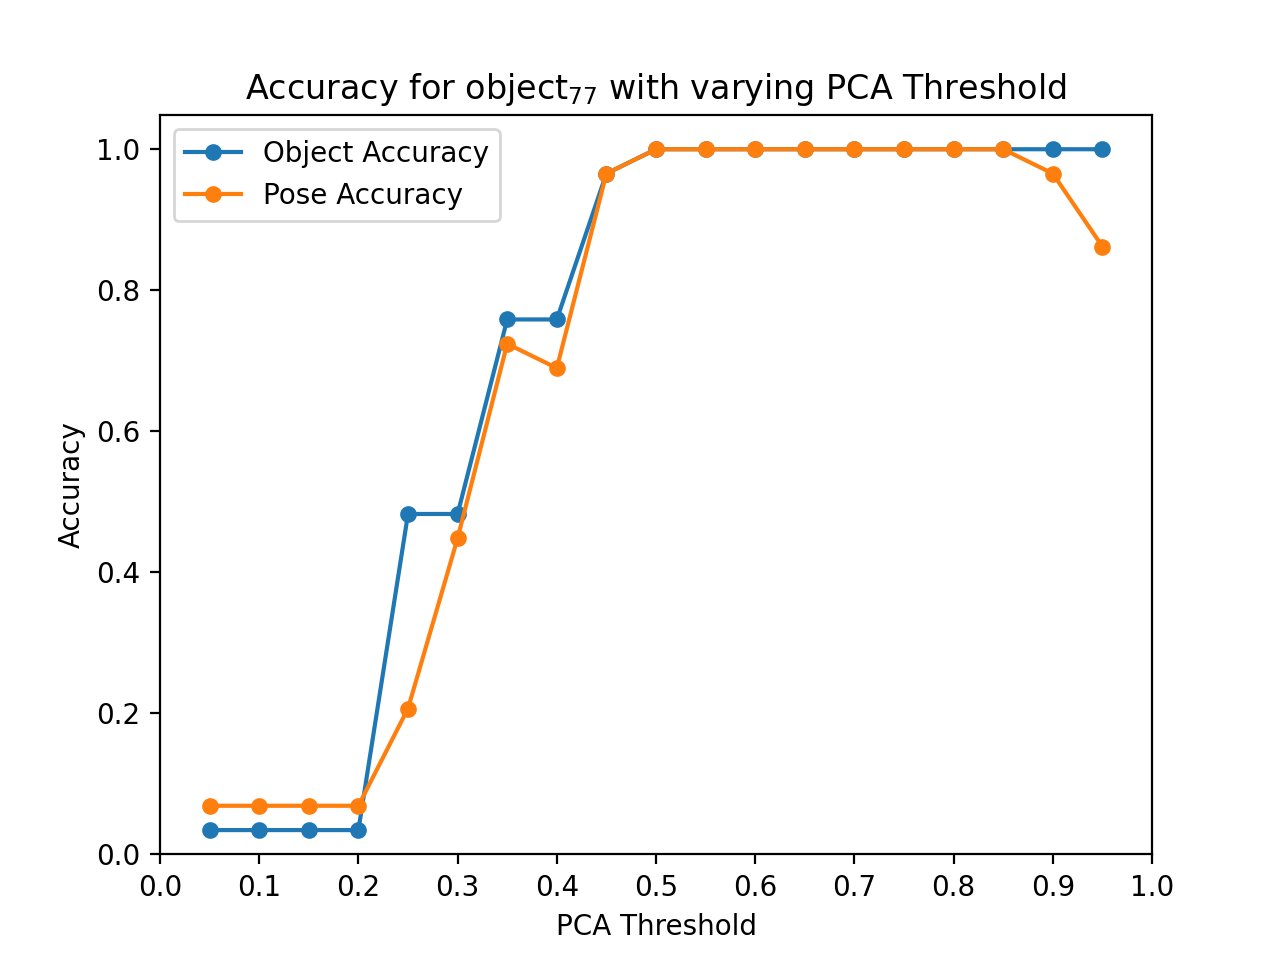 Accuracy for object₇₇ with varying PCA Threshold
Object Accuracy
Pose Accuracy
Accuracy
1.0
0.8
0.6
0.4
0.2
0.0
0.0 0.1 0.2 0.3 0.4 0.5 0.6 0.7 0.8 0.9 1.0
PCA Threshold